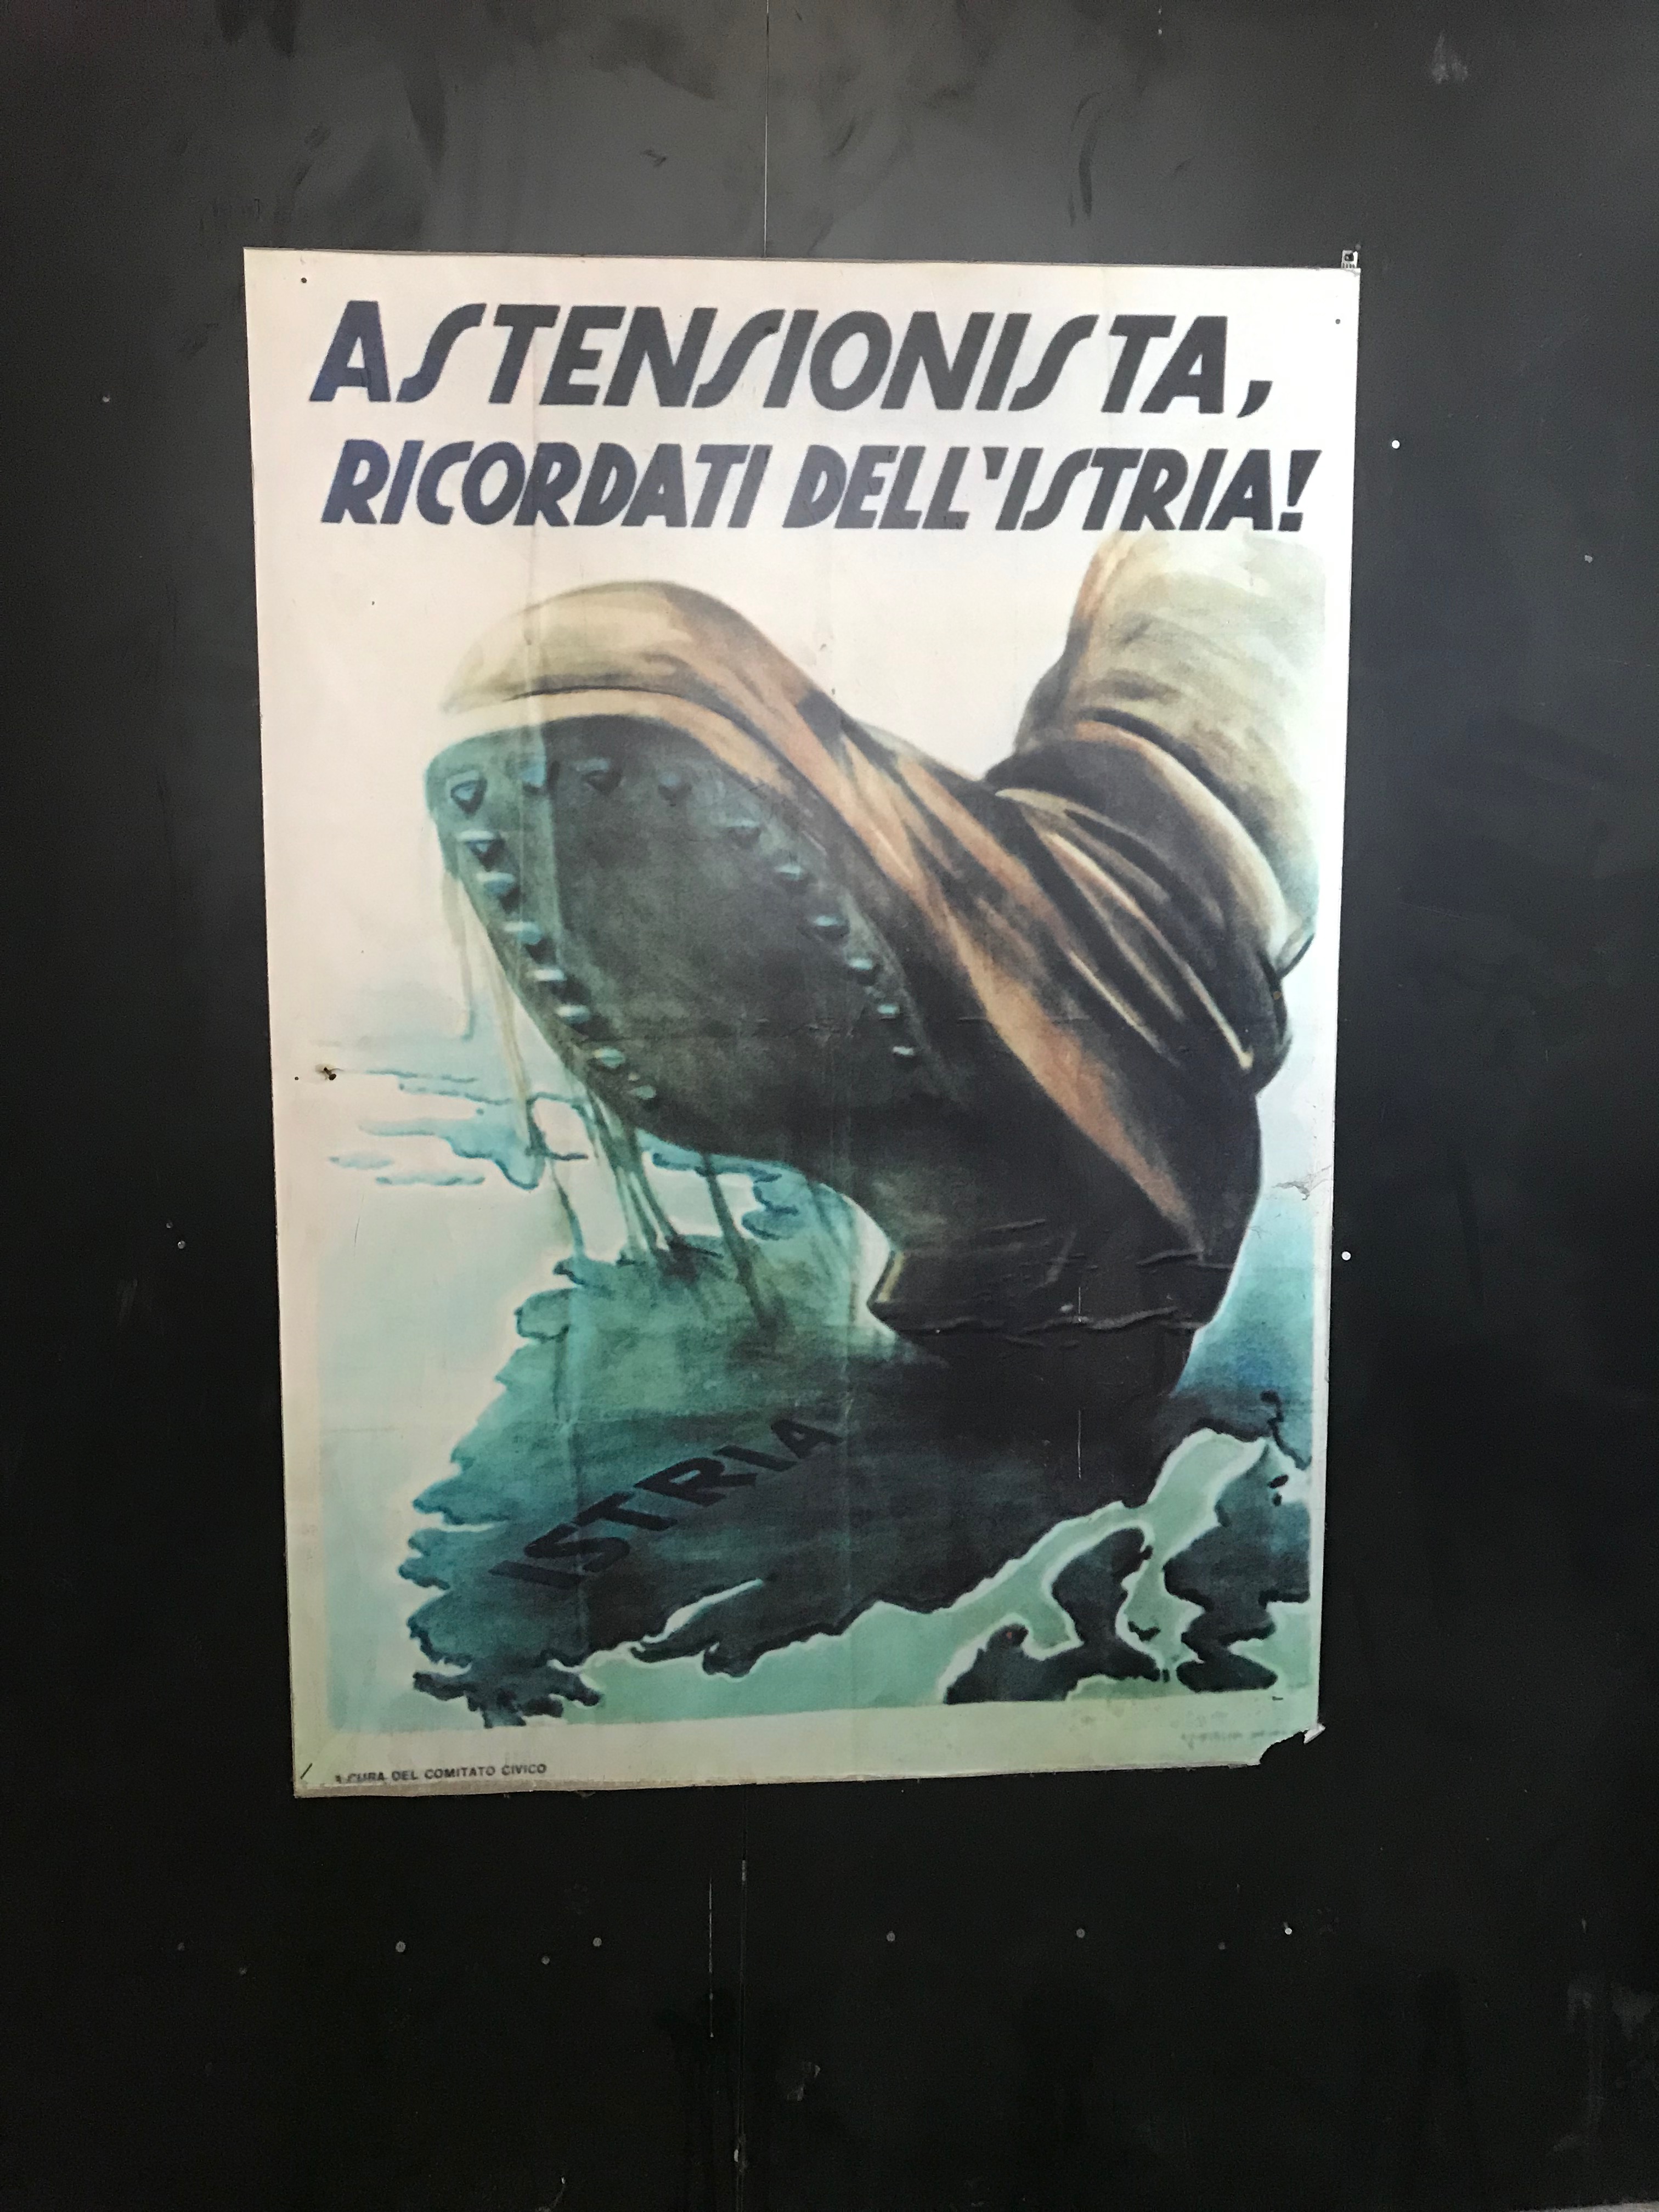 ASTENSIONISTA,
RICORDATI DELL'ISTRIA!
ISTRIA
A CURA DEL COMITATO CIVICO